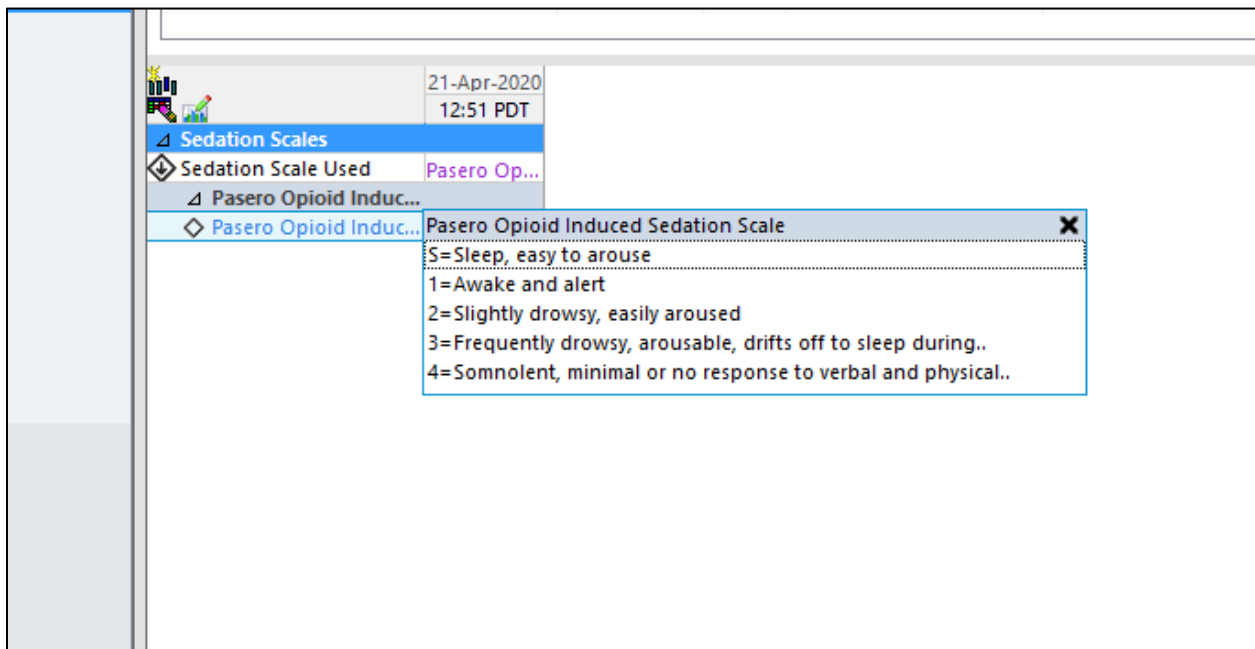 21-Apr-2020
12:51 PDT
Sedation Scales
Sedation Scale Used Pasero Op...
Pasero Opioid Induc...
Pasero Opioid Induc... Pasero Opioid Induced Sedation Scale
S=Sleep, easy to arouse
1=Awake and alert
2=Slightly drowsy, easily aroused
3=Frequently drowsy, arousable, drifts off to sleep during..
4=Somnolent, minimal or no response to verbal and physical..